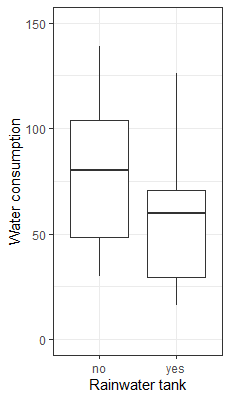 150
100
50
0
Water consumption
no yes
Rainwater tank